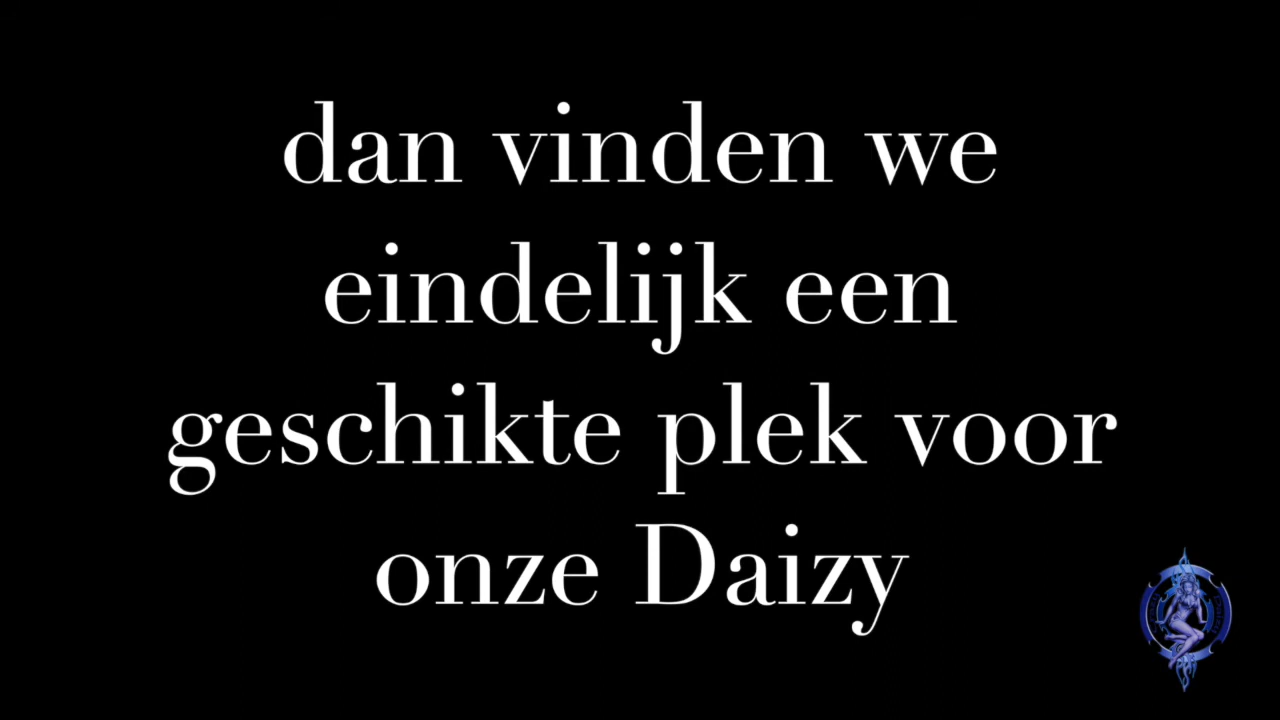 dan vinden we
eindelijk een
geschikte plek voor
onze Daizy